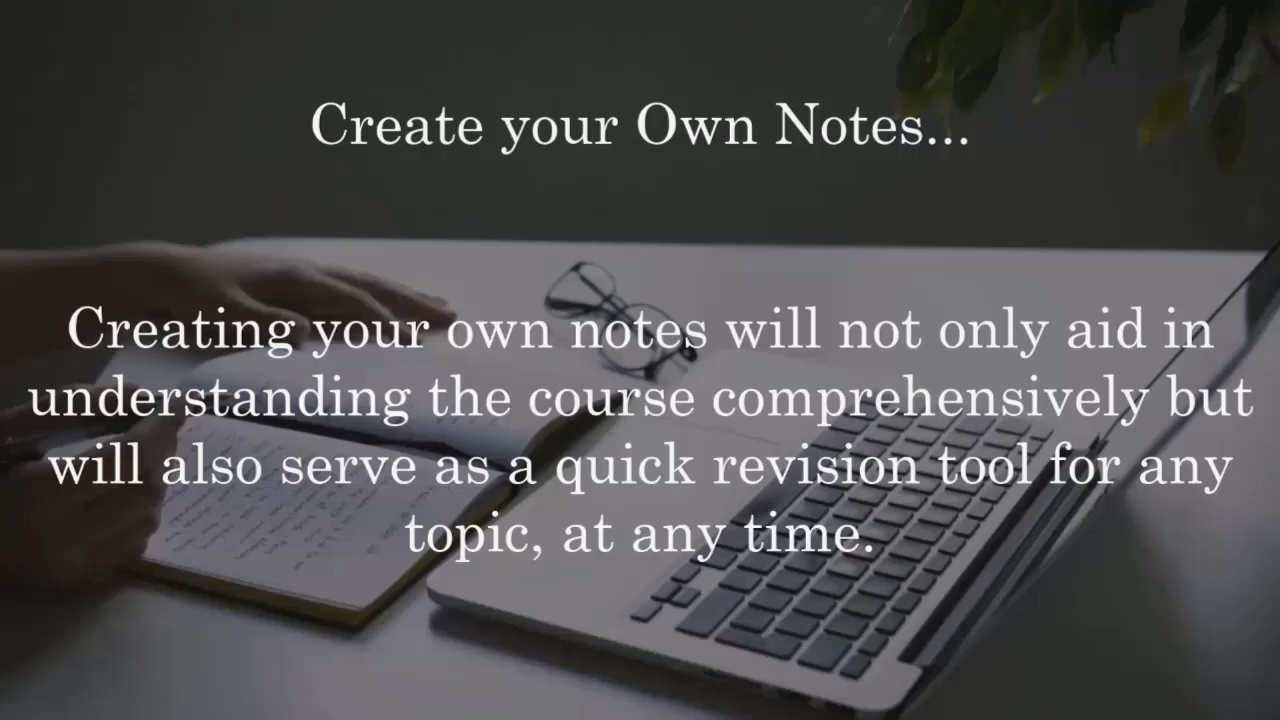 Create your Own Notes...
Creating your own notes will not only aid in
understanding the course comprehensively but
will also serve as a quick revision tool for any
topic, at any time.